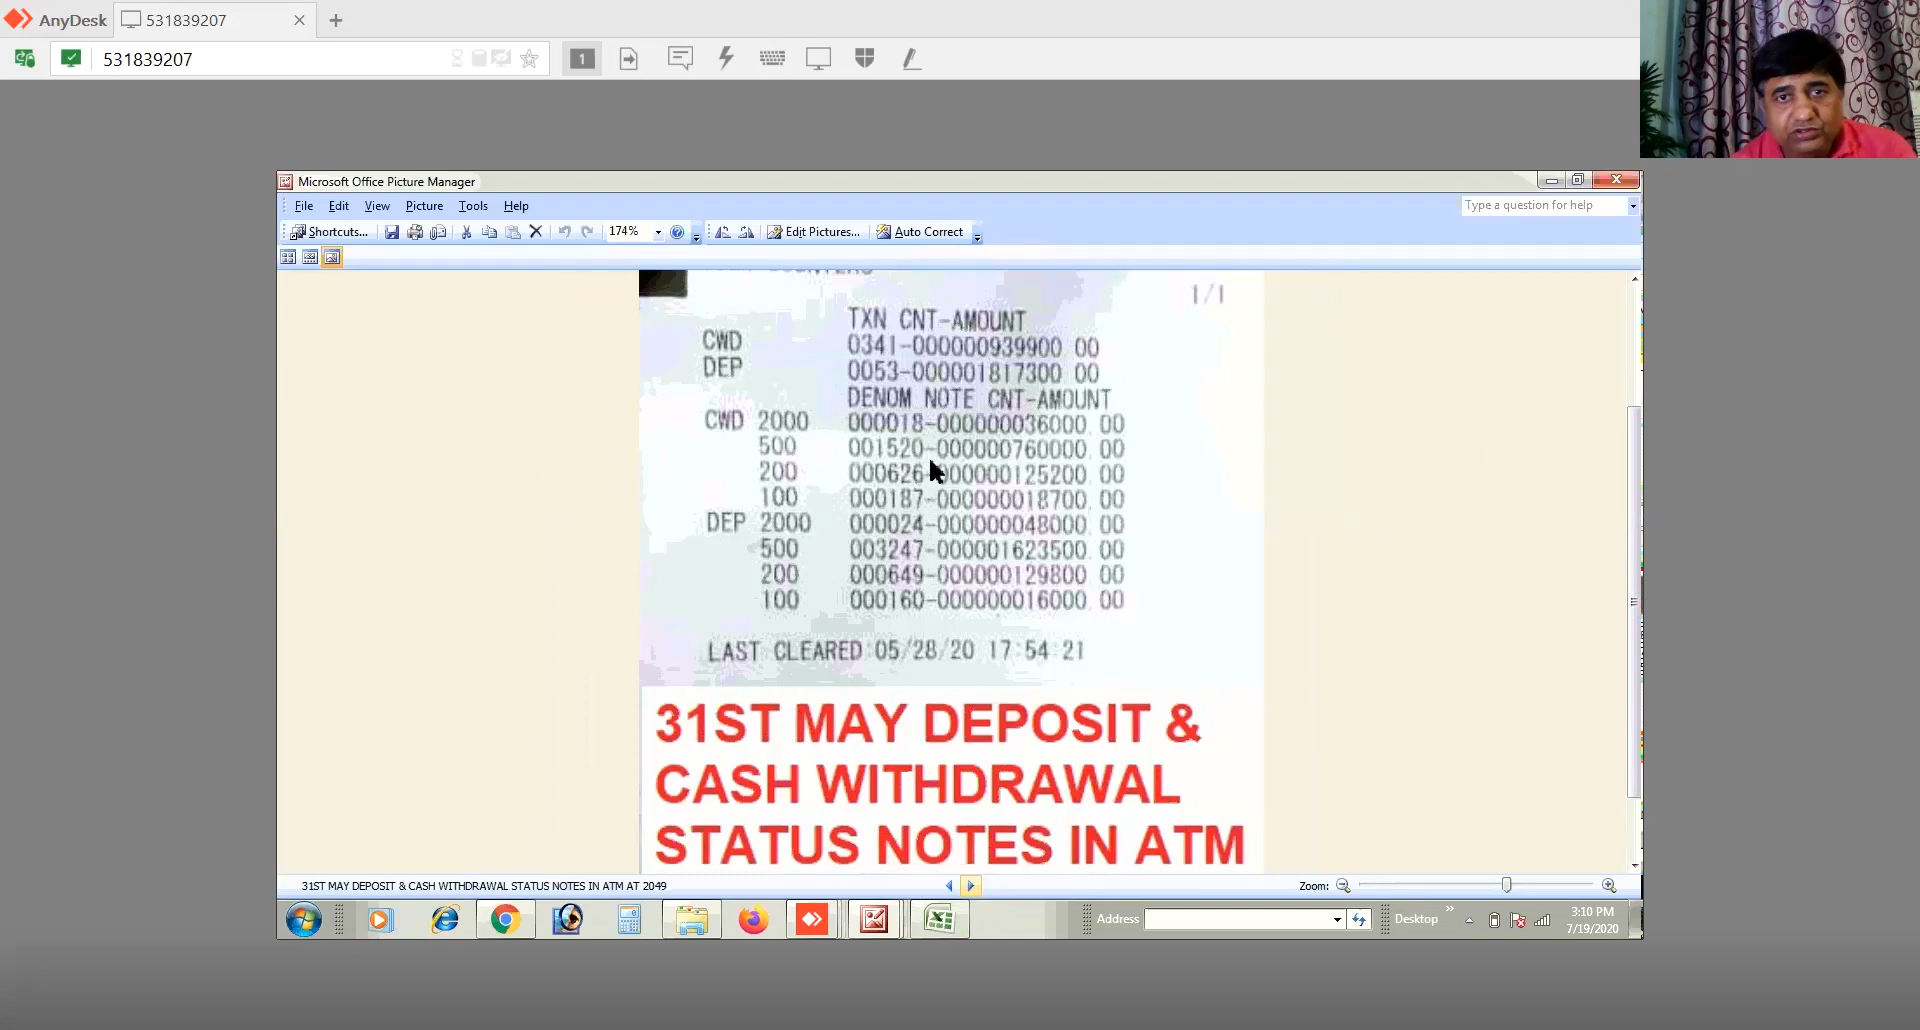 AnyDesk
531839207
531839207
1
Microsoft Office Picture Manager
File Edit View Picture Tools Help
Type a question for help
Shortcuts...
174%
Edit Pictures...
Auto Correct
1/1
TXN CNT-AMOUNT
CWD 0341-000000939900.00
DEP 0053-000001817300.00
DENOM NOTE CNT-AMOUNT
CWD 2000 000018-000000036000.00
500 001520-000000760000.00
200 000626-000000125200.00
100 000187-000000018700.00
DEP 2000 000024-000000048000.00
500 003247-000001623500.00
200 000649-000000129800.00
100 000160-000000016000.00
LAST CLEARED:05/28/20 17:54:21
31ST MAY DEPOSIT &
CASH WITHDRAWAL
STATUS NOTES IN ATM
31ST MAY DEPOSIT & CASH WITHDRAWAL STATUS NOTES IN ATM AT 2049
Zoom:
Address
Desktop
3:10 PM
7/19/2020